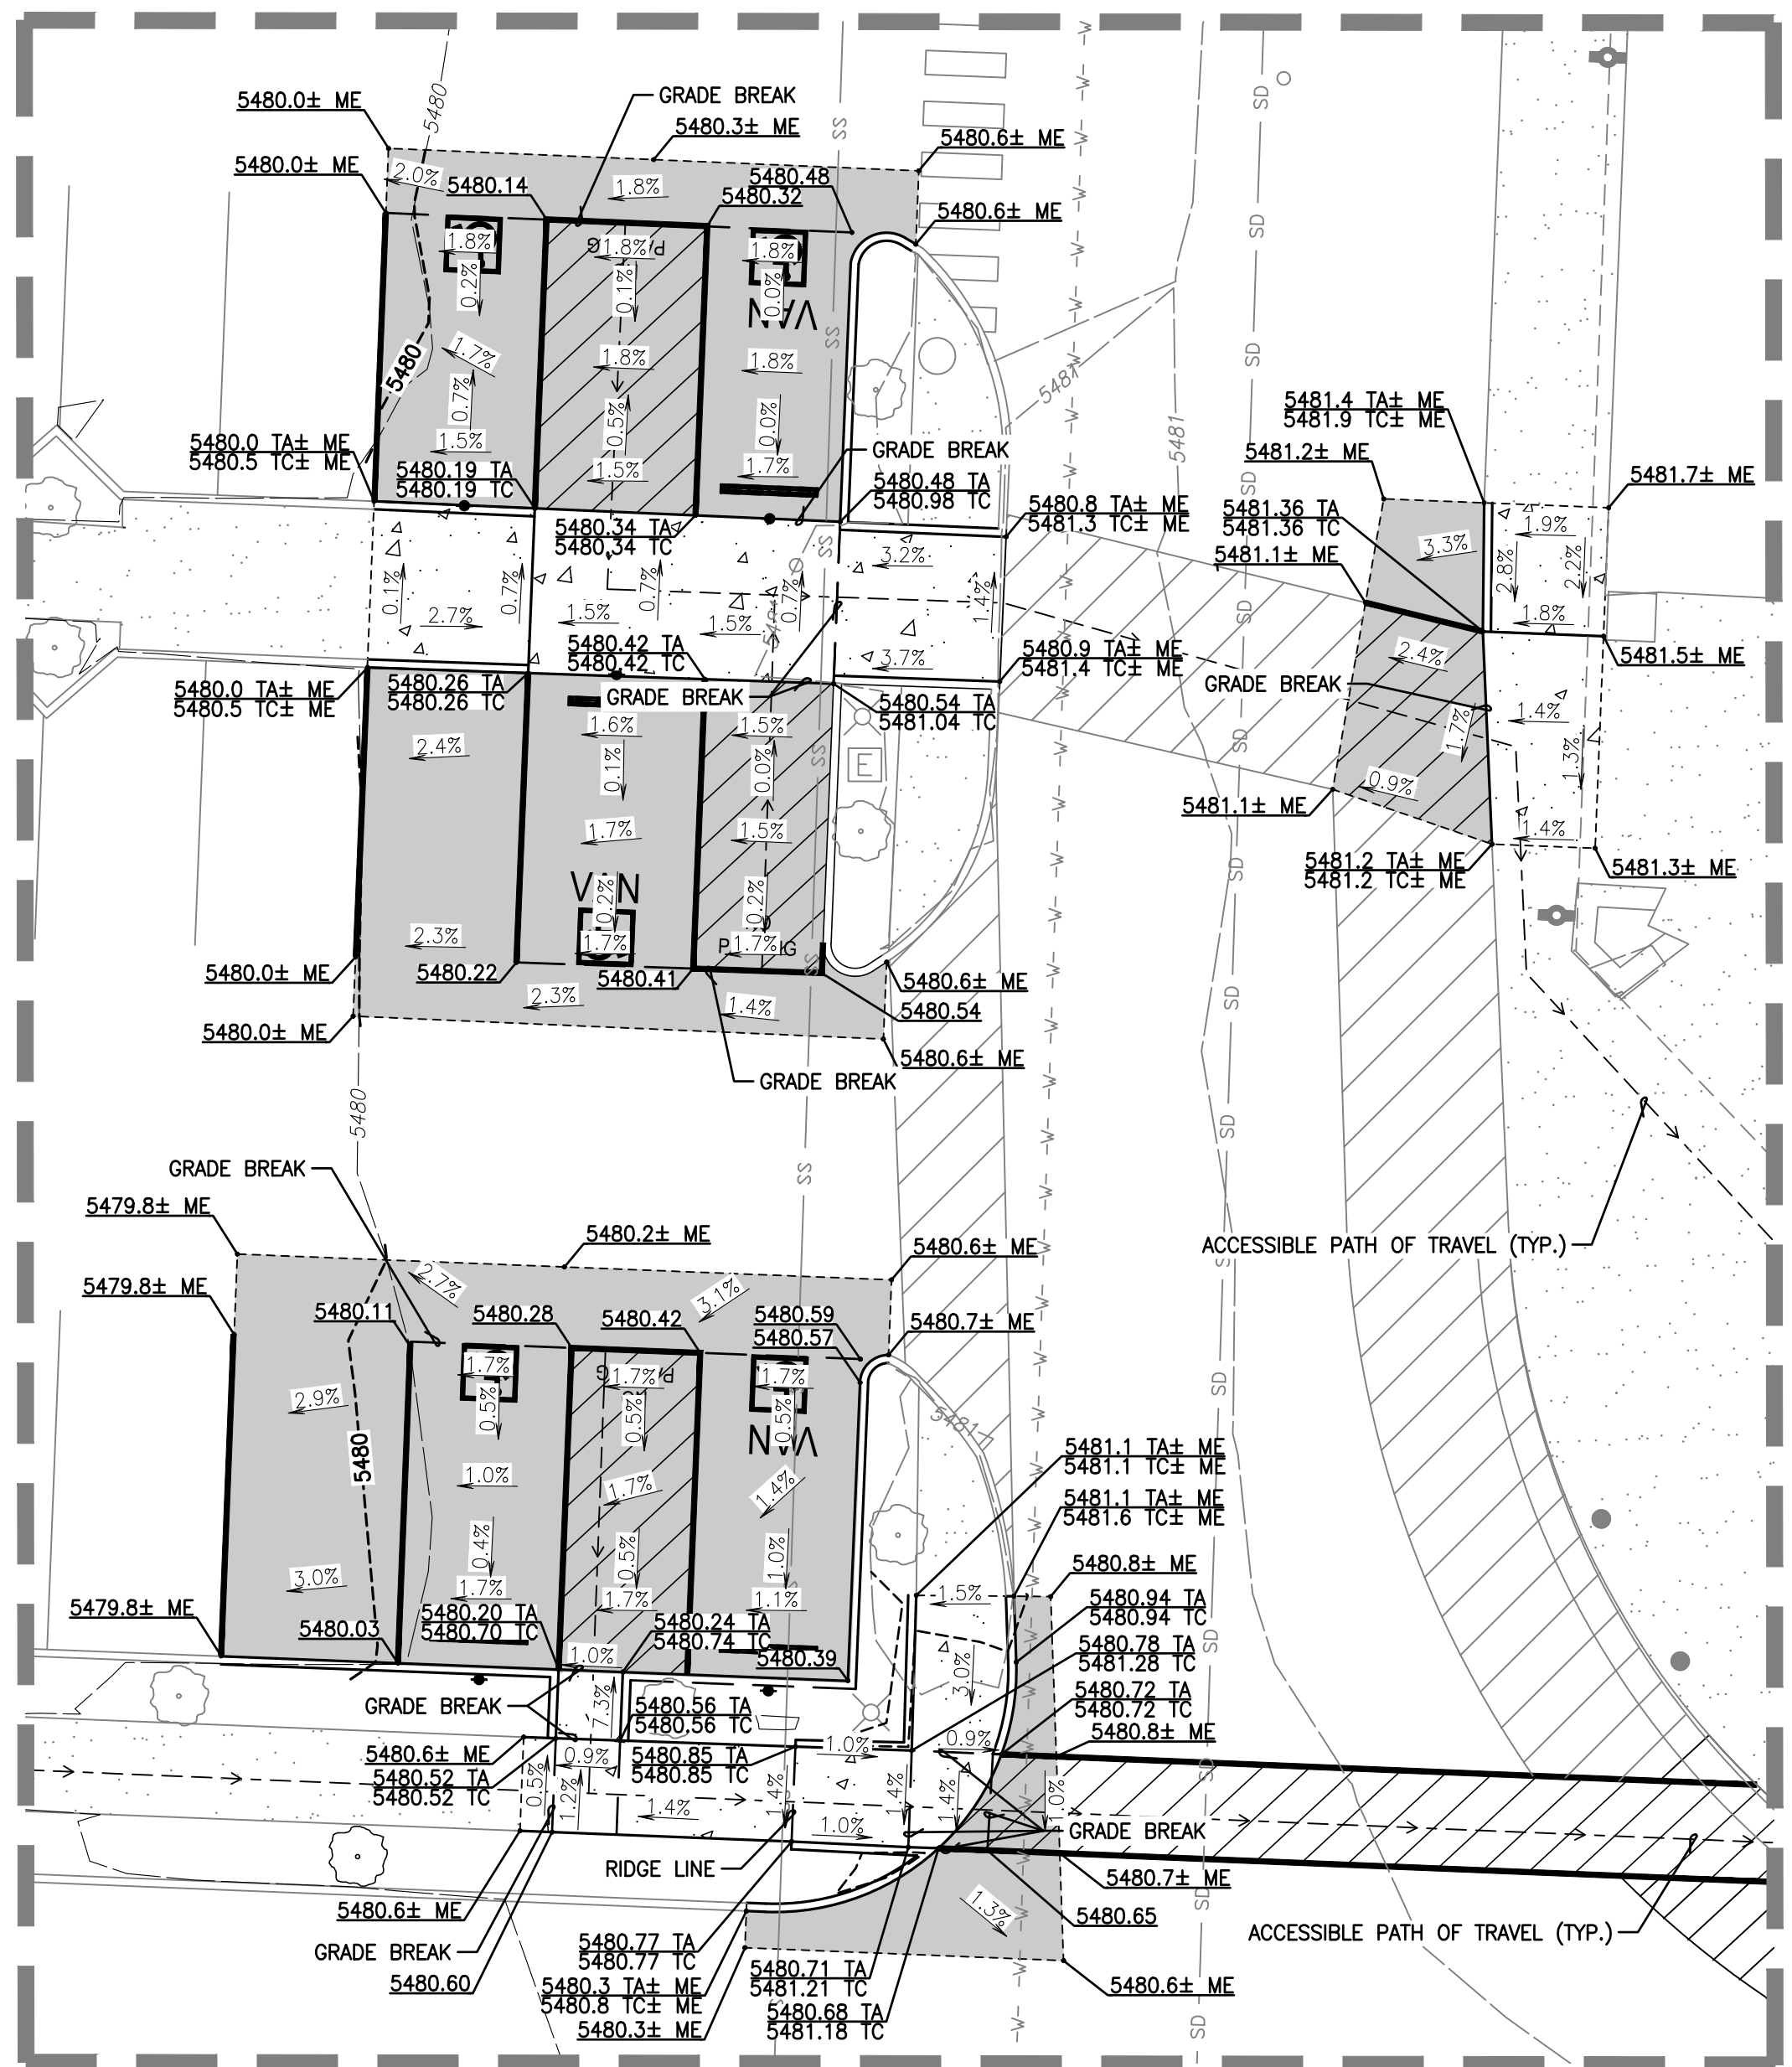 5480
5480.0± ME
GRADE BREAK
5480.3± ME
5480.6± ME
5480.0± ME
2.0%
5480.14
1.8%
5480.48
5480.32
5480.6± ME
1.8%
1.8%
1.8%
0.2%
0.1%
0.0%
VAN
SS
W
SD
1.7%
1.8%
1.8%
5480
0.7%
0.5%
0.0%
1.5%
1.5%
1.7%
5481
5481
GRADE BREAK
5480.0 TA± ME
5480.5 TC± ME
5480.19 TA
5480.19 TC
5480.48 TA
5480.98 TC
5480.34 TA
5480.34 TC
5480.8 TA± ME
5481.3 TC± ME
5481.4 TA± ME
5481.9 TC± ME
5481.2± ME
5481.7± ME
5481.36 TA
5481.36 TC
5481.1± ME
3.3%
1.9%
2.8%
2.2%
1.8%
5481.5± ME
3.2%
0.1%
0.7%
0.7%
0.7%
1.4%
2.7%
1.5%
1.5%
3.7%
5480.42 TA
5480.42 TC
5480.9 TA± ME
5481.4 TC± ME
2.4%
GRADE BREAK
1.7%
1.4%
1.3%
0.9%
1.4%
5481.1± ME
5481.2 TA± ME
5481.2 TC± ME
5481.3± ME
5480.0 TA± ME
5480.5 TC± ME
5480.26 TA
5480.26 TC
GRADE BREAK
5480.54 TA
5481.04 TC
1.6%
1.5%
2.4%
0.1%
0.0%
E
1.7%
1.5%
VAN
0.2%
0.2%
2.3%
1.7%
1.7%
5480.0± ME
5480.22
5480.41
5480.6± ME
2.3%
1.4%
5480.54
5480.0± ME
5480.6± ME
GRADE BREAK
5480
GRADE BREAK
5479.8± ME
5480.2± ME
5480.6± ME
ACCESSIBLE PATH OF TRAVEL (TYP.)
2.7%
3.1%
5479.8± ME
5480.11
5480.28
5480.42
5480.59
5480.57
5480.7± ME
1.7%
1.7%
1.7%
2.9%
0.5%
0.5%
0.5%
VAN
5481
5480
1.0%
1.7%
1.4%
5481.1 TA± ME
5481.1 TC± ME
5481.1 TA± ME
5481.6 TC± ME
0.4%
0.5%
1.0%
3.0%
1.7%
1.7%
1.1%
1.5%
5480.8± ME
5479.8± ME
5480.03
5480.20 TA
5480.70 TC
5480.24 TA
5480.74 TC
5480.39
5480.94 TA
5480.94 TC
5480.78 TA
5481.28 TC
1.0%
3.0%
GRADE BREAK
7.3%
5480.56 TA
5480.56 TC
5480.72 TA
5480.72 TC
5480.8± ME
5480.6± ME
0.9%
5480.85 TA
5480.85 TC
1.0%
0.9%
5480.52 TA
5480.52 TC
0.5%
1.2%
1.4%
1.4%
1.4%
1.4%
1.0%
1.0%
GRADE BREAK
RIDGE LINE
5480.7± ME
5480.6± ME
1.3%
5480.65
ACCESSIBLE PATH OF TRAVEL (TYP.)
GRADE BREAK
5480.77 TA
5480.77 TC
5480.60
5480.3 TA± ME
5480.8 TC± ME
5480.71 TA
5481.21 TC
5480.6± ME
5480.3± ME
5480.68 TA
5481.18 TC